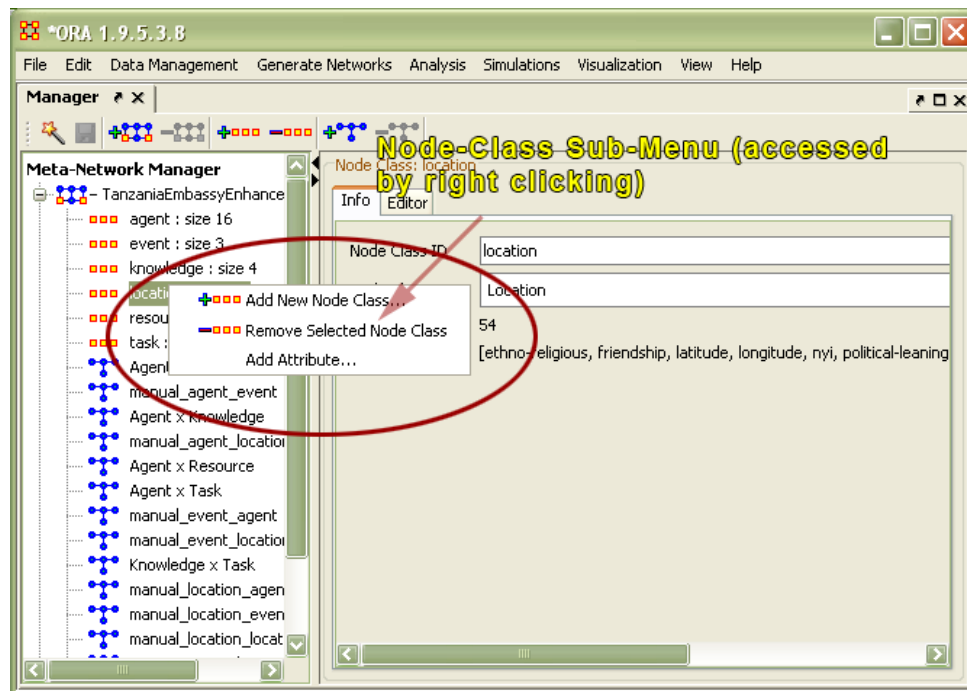 *ORA 1.9.5.3.8
File Edit Data Management Generate Networks Analysis Simulations Visualization View Help
Manager
Node-Class Sub-Menu (accessed
by right clicking)
Meta-Network Manager
TanzaniaEmbassyEnhance
agent : size 16
event : size 3
knowledge : size 4
locati
resou
task :
Agent
manual_agent_event
Agent x Knowledge
manual_agent_location
Agent x Resource
Agent x Task
manual_event_agent
manual_event_location
Knowledge x Task
manual_location_agen
manual_location_even
manual_location_locat
Add New Node Class...
Remove Selected Node Class
Add Attribute...
Node Class: location
Info Editor
Node Class ID location
Location
54
[ethno-religious, friendship, latitude, longitude, nyi, political-leaning